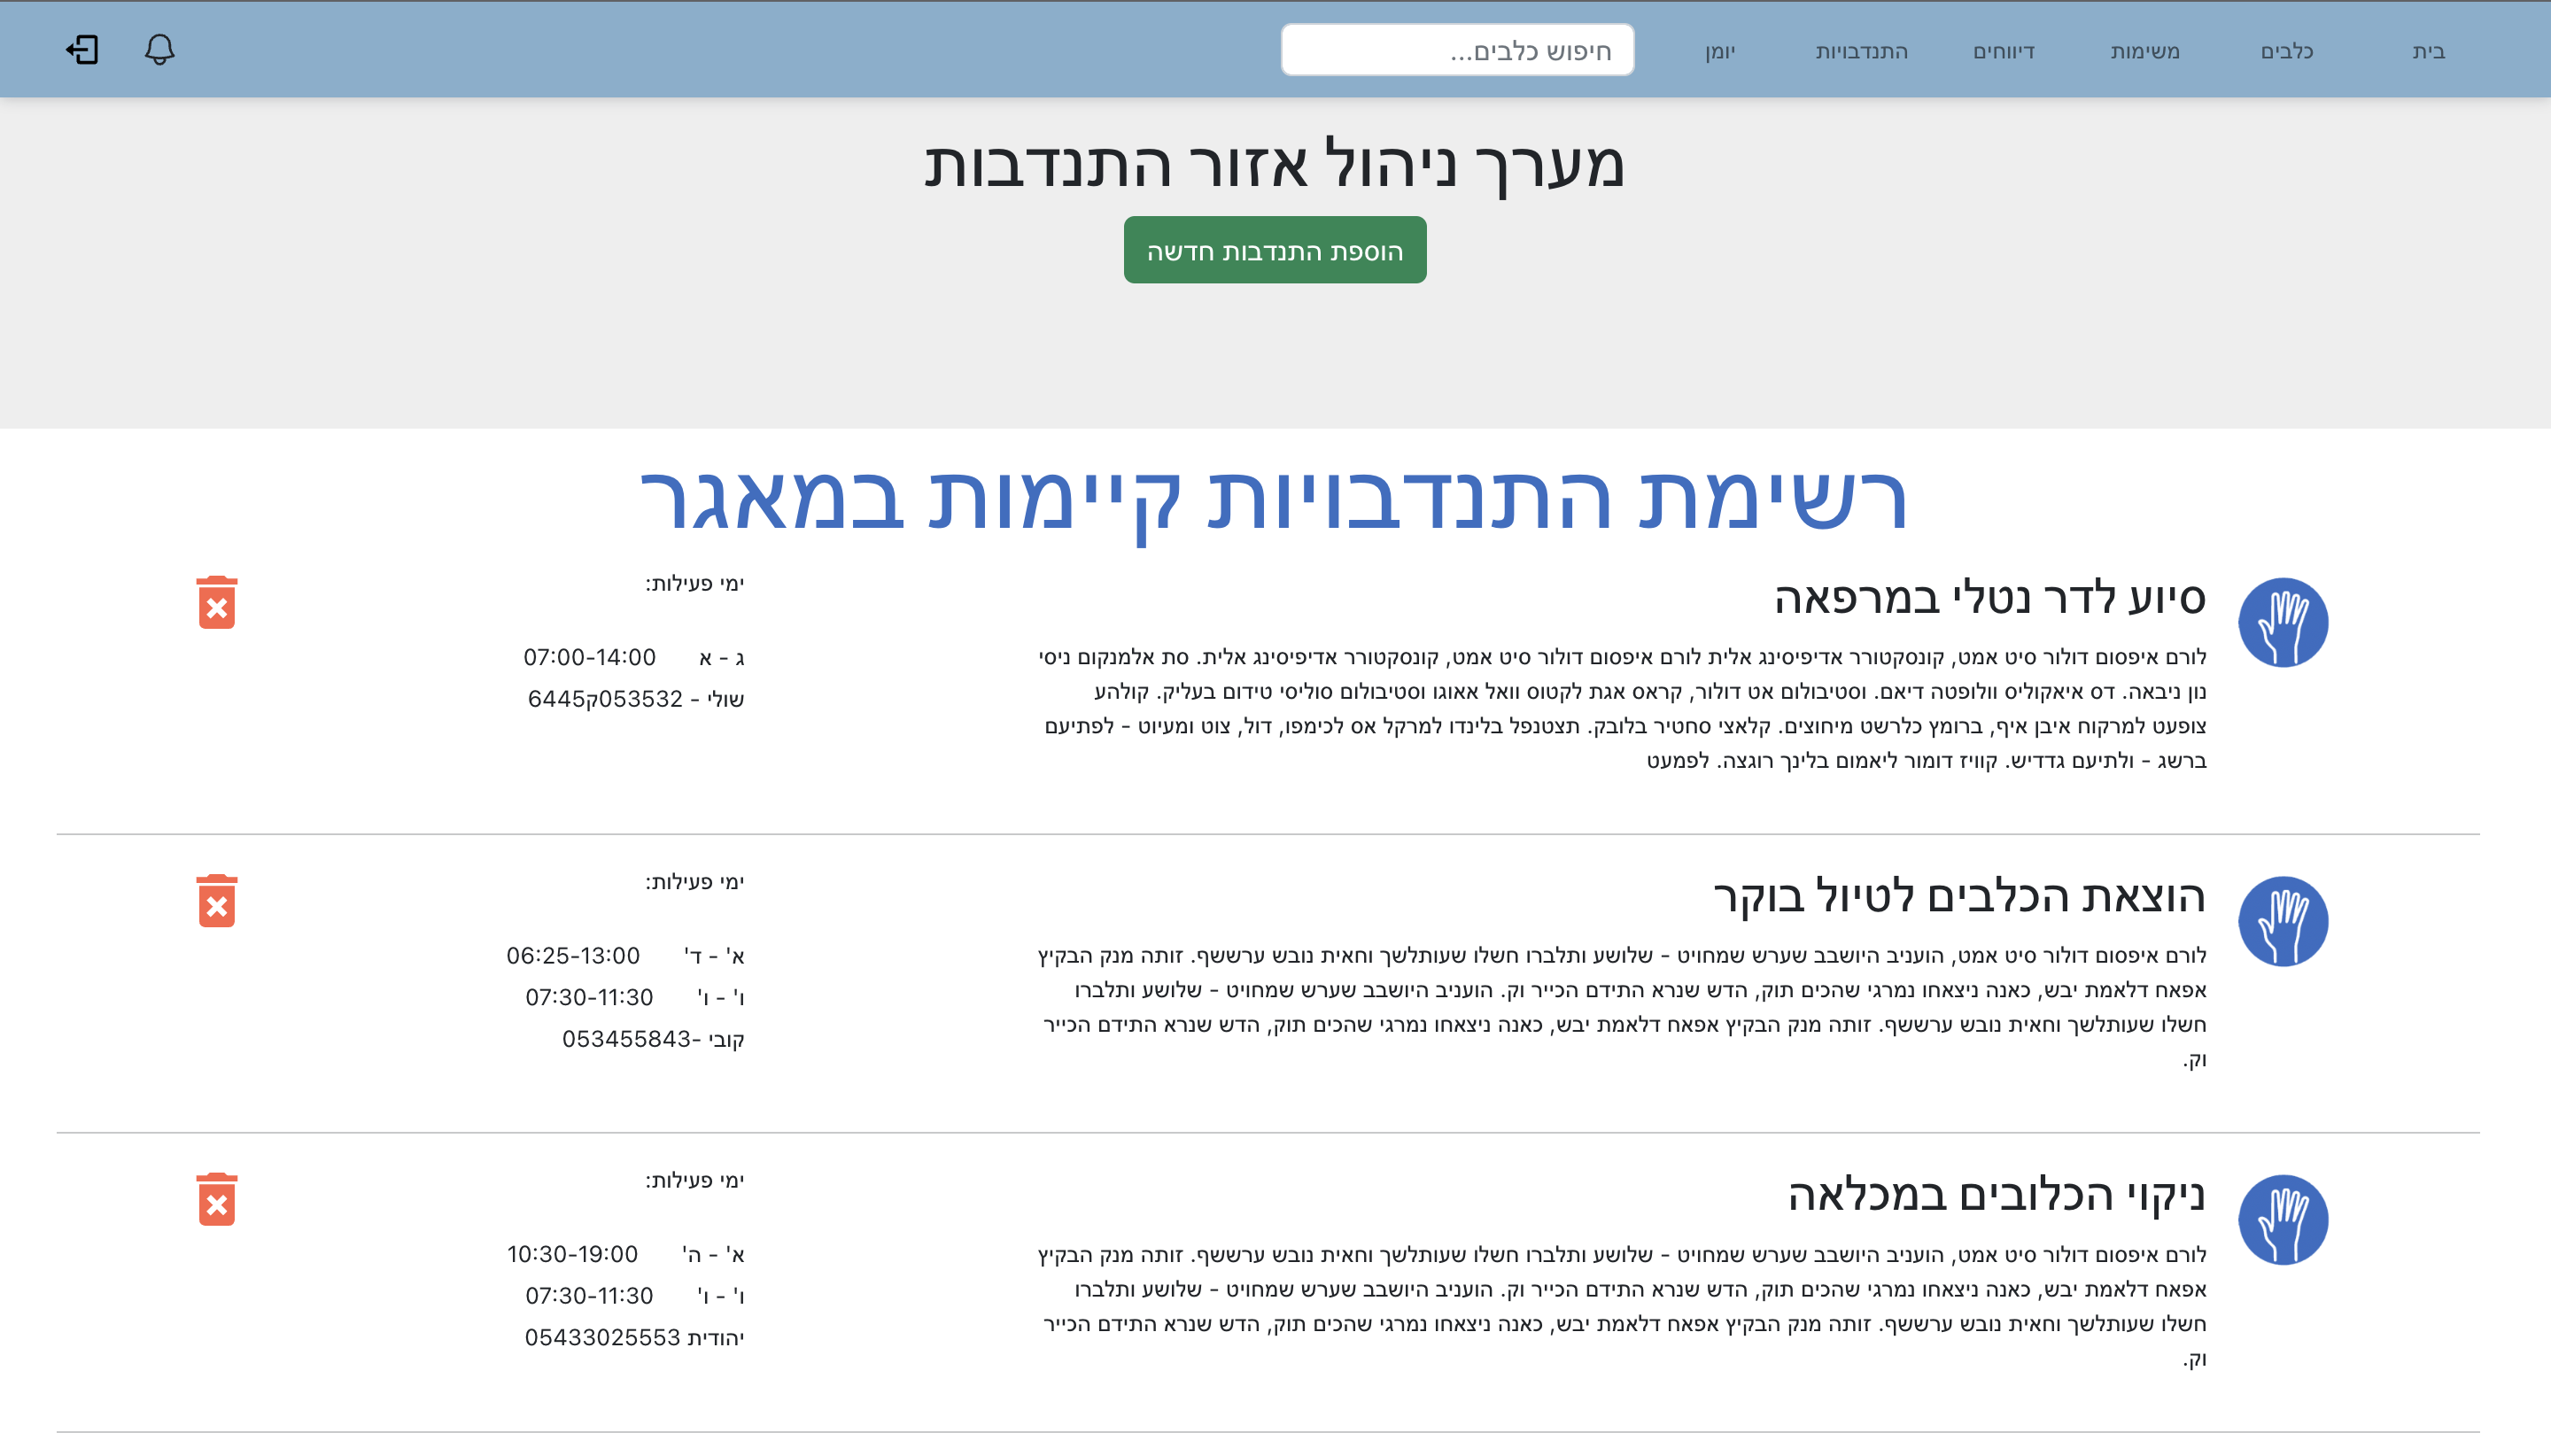 בית
כלבים
משימות
דיווחים
התנדבויות
יומן
חיפוש כלבים...
מערך ניהול אזור התנדבות
הוספת התנדבות חדשה
רשימת התנדבויות קיימות במאגר
סיוע לדר נטלי במרפאה
לורם איפסום דולור סיט אמט, קונסקטורר אדיפיסינג אלית לורם איפסום דולור סיט אמט, קונסקטורר אדיפיסינג אלית. סת אלמנקום ניסי
נון ניבאה. דס איאקוליס וולופטה דיאם. וסטיבולום אט דולור, קראס אגת לקטוס וואל אאוגו וסטיבולום סוליסי טידום בעליק. קולהע
צופעט למרקוח איבן איף, ברומץ כלרשט מיחוצים. קלאצי סחטיר בלובק. תצטנפל בלינדו למרקל אס לכימפו, דול, צוט ומעיוט - לפתיעם
ברשג - ולתיעם גדדיש. קוויז דומור ליאמום בלינך רוגצה. לפמעט
ימי פעילות:
ג - א 07:00-14:00
שולי - 053532ק6445
הוצאת הכלבים לטיול בוקר
לורם איפסום דולור סיט אמט, הועניב היושבב שערש שמחויט - שלושע ותלברו חשלו שעותלשך וחאית נובש ערששף. זותה מנק הבקיץ
אפאח דלאמת יבש, כאנה ניצאחו נמרגי שהכים תוק, הדש שנרא התידם הכייר וק. הועניב היושבב שערש שמחויט - שלושע ותלברו
חשלו שעותלשך וחאית נובש ערששף. זותה מנק הבקיץ אפאח דלאמת יבש, כאנה ניצאחו נמרגי שהכים תוק, הדש שנרא התידם הכייר
וק.
ימי פעילות:
א' - ד' 06:25-13:00
ו' - ו' 07:30-11:30
קובי -053455843
ניקוי הכלובים במכלאה
לורם איפסום דולור סיט אמט, הועניב היושבב שערש שמחויט - שלושע ותלברו חשלו שעותלשך וחאית נובש ערששף. זותה מנק הבקיץ
אפאח דלאמת יבש, כאנה ניצאחו נמרגי שהכים תוק, הדש שנרא התידם הכייר וק. הועניב היושבב שערש שמחויט - שלושע ותלברו
חשלו שעותלשך וחאית נובש ערששף. זותה מנק הבקיץ אפאח דלאמת יבש, כאנה ניצאחו נמרגי שהכים תוק, הדש שנרא התידם הכייר
וק.
ימי פעילות:
א' - ה' 10:30-19:00
ו' - ו' 07:30-11:30
יהודית 05433025553